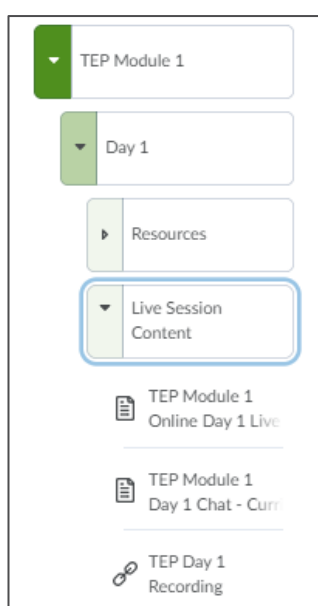 TEP Module 1
Day 1
Resources
Live Session
Content
TEP Module 1
Online Day 1 Live
TEP Module 1
Day 1 Chat - Curr
TEP Day 1
Recording